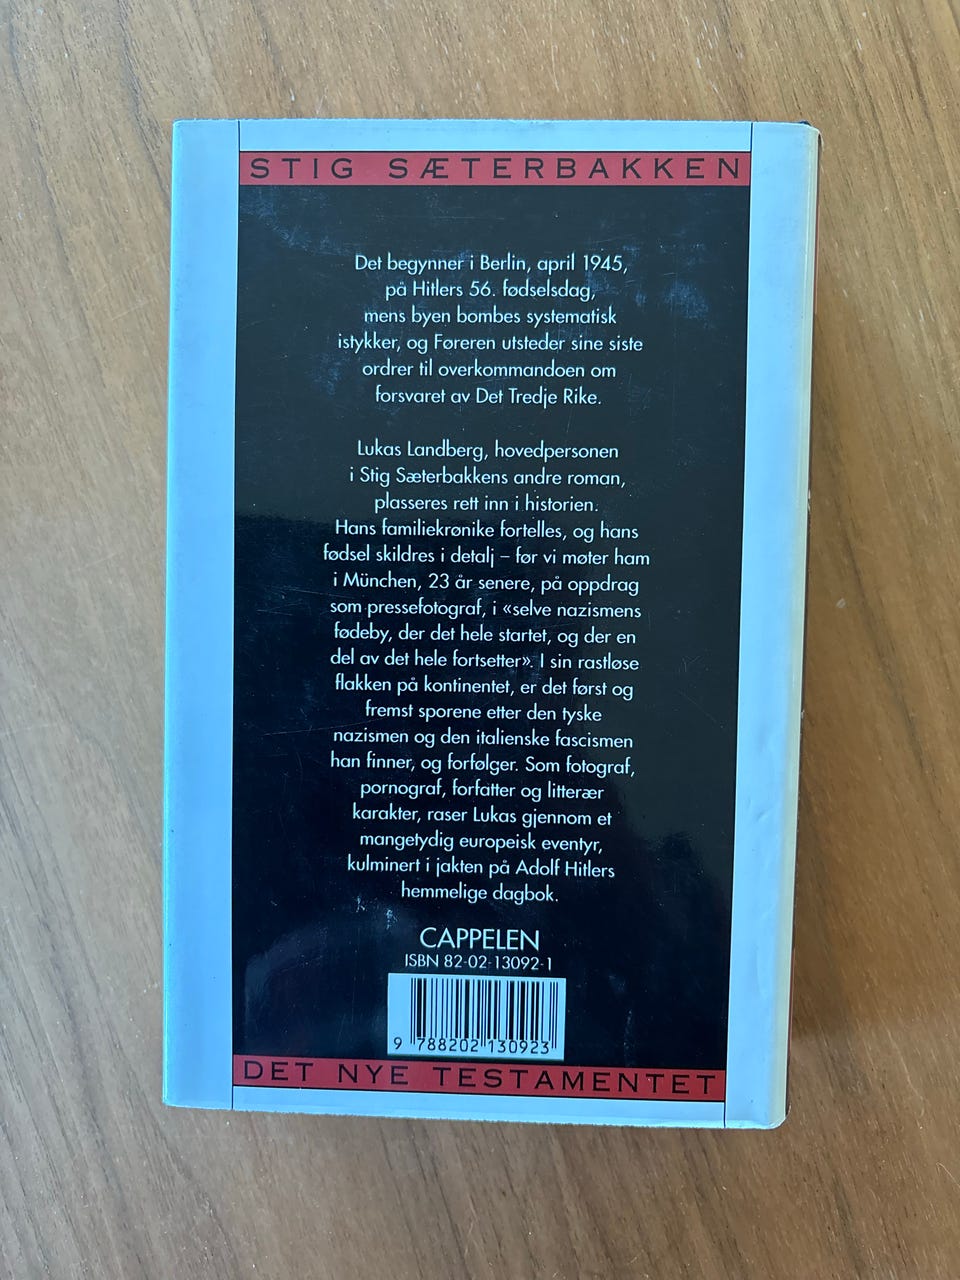 STIG SÆTERBAKKEN
Det begynner i Berlin, april 1945,
på Hitlers 56. fødselsdag,
mens byen bombes systematisk
istykker, og Føreren utsteder sine siste
ordrer til overkommandoen om
forsvaret av Det Tredje Rike.
Lukas Landberg, hovedpersonen
i Stig Sæterbakkens andre roman,
plasseres rett inn i historien.
Hans familiekrønike fortelles, og hans
fødsel skildres i detalj – før vi møter ham
i München, 23 år senere, på oppdrag
som pressefotograf, i «selve nazismens
fødeby, der det hele startet, og der en
del av det hele fortsetter». I sin rastløse
flakken på kontinentet, er det først og
fremst sporene etter den tyske
nazismen og den italienske fascismen
han finner, og forfølger. Som fotograf,
pornograf, forfatter og litterær
karakter, raser Lukas gjennom et
mangetydig europeisk eventyr,
kulminert i jakten på Adolf Hitlers
hemmelige dagbok.
CAPPELEN
ISBN 82-02-13092-1
9 788202 130923
DET NYE TESTAMENTET